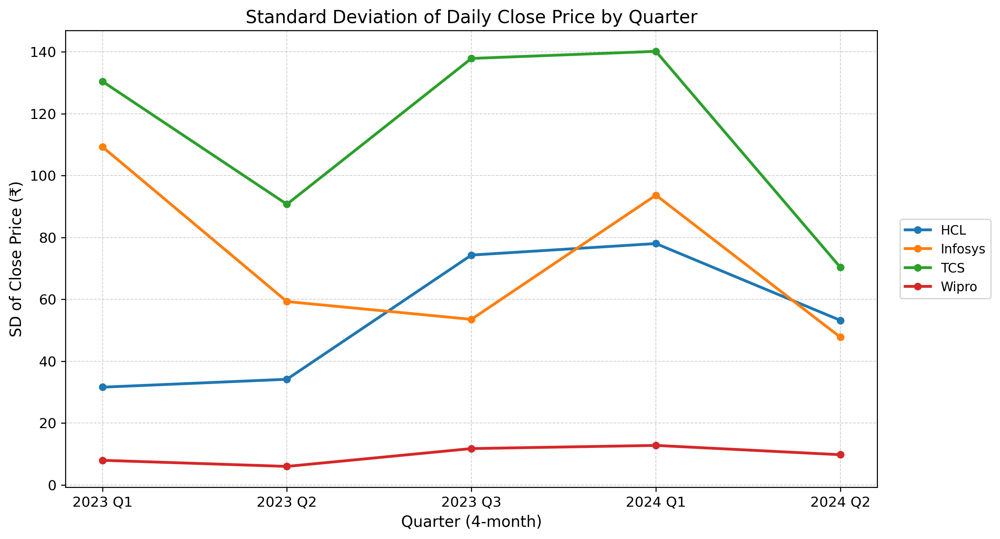 Standard Deviation of Daily Close Price by Quarter
SD of Close Price (₹)
140
120
100
80
60
40
20
0
2023 Q1 2023 Q2 2023 Q3 2024 Q1 2024 Q2
Quarter (4-month)
HCL
Infosys
TCS
Wipro